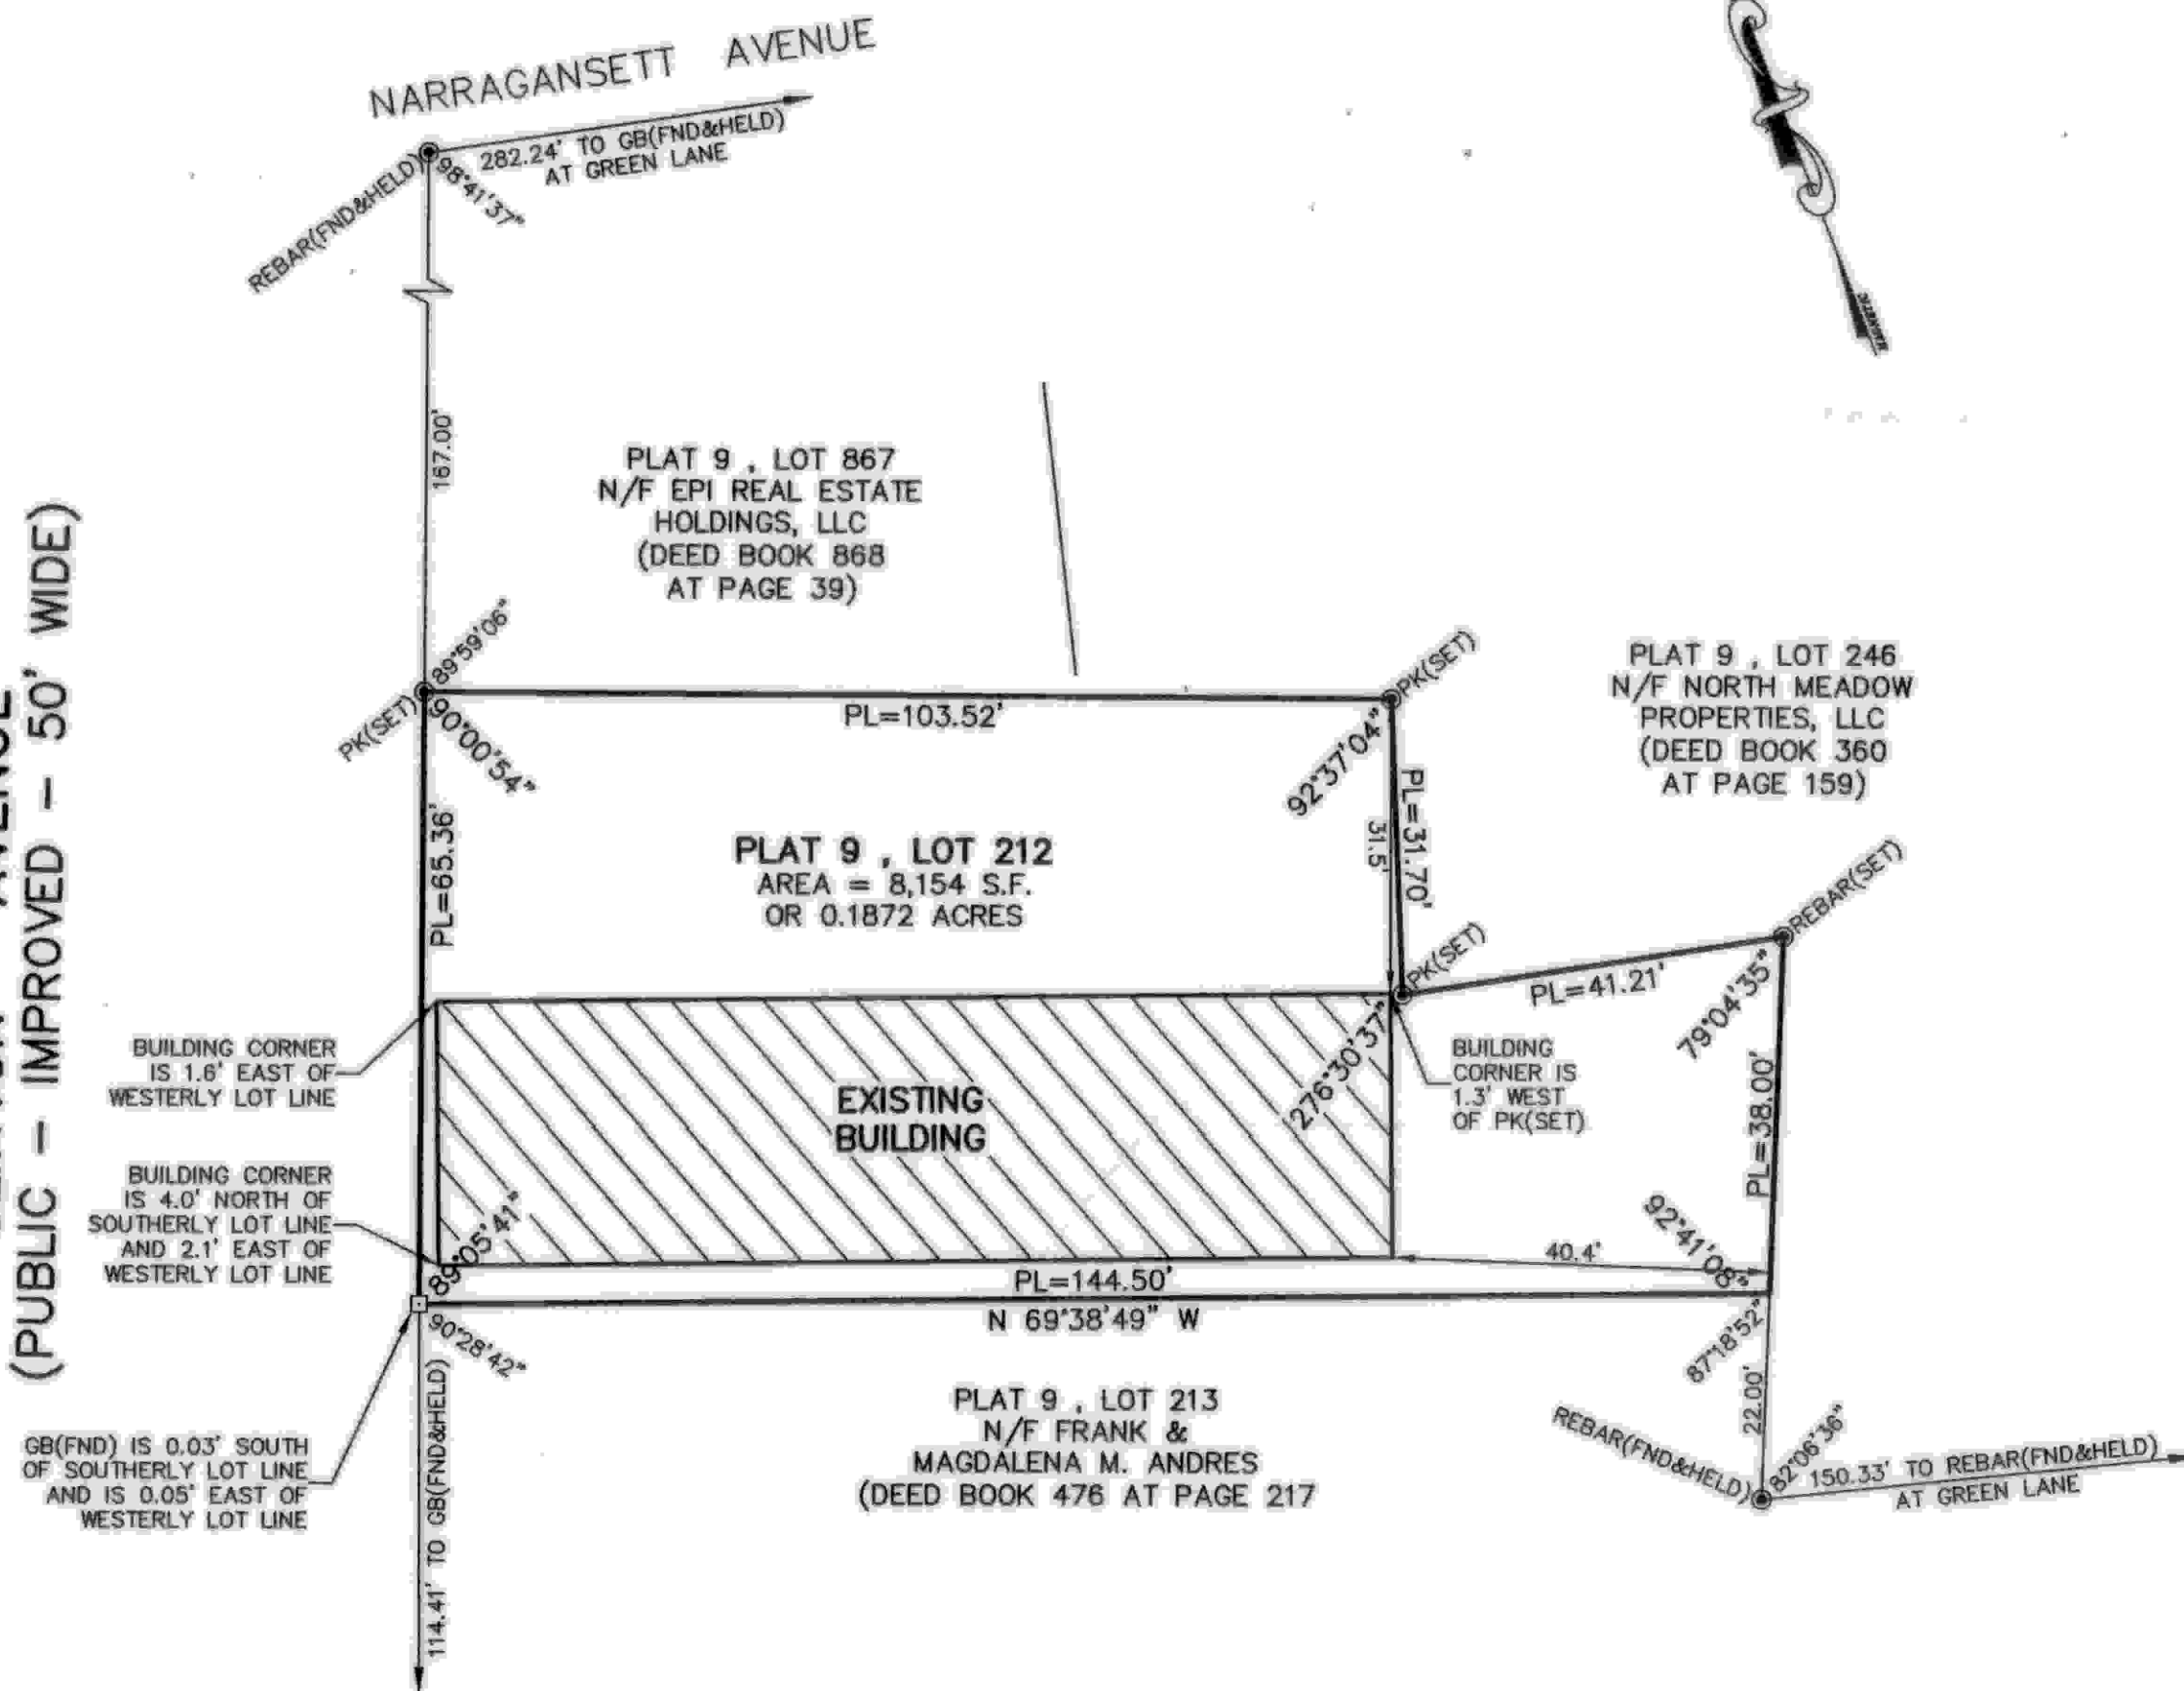 NARRAGANSETT AVENUE
282.24' TO GB(FND&HELD)
AT GREEN LANE
REBAR(FND&HELD)
98°41'37"
MAGNETIC
167.00'
PLAT 9 , LOT 867
N/F EPI REAL ESTATE
HOLDINGS, LLC
(DEED BOOK 868
AT PAGE 39)
(PUBLIC – IMPROVED – 50' WIDE)
AVENUE
89°59'06"
PK(SET)
90°00'54"
PL=103.52'
PK(SET)
92°37'04"
PL=31.70'
31.5'
PLAT 9 , LOT 246
N/F NORTH MEADOW
PROPERTIES, LLC
(DEED BOOK 360
AT PAGE 159)
PL=65.36'
PLAT 9 , LOT 212
AREA = 8,154 S.F.
OR 0.1872 ACRES
PK(SET)
REBAR(SET)
PL=41.21'
79°04'35"
276°30'37"
BUILDING CORNER
IS 1.6' EAST OF
WESTERLY LOT LINE
EXISTING
BUILDING
BUILDING
CORNER IS
1.3' WEST
OF PK(SET)
PL=38.00'
BUILDING CORNER
IS 4.0' NORTH OF
SOUTHERLY LOT LINE
AND 2.1' EAST OF
WESTERLY LOT LINE
89°05'41"
92°41'08"
40.4'
PL=144.50'
N 69°38'49" W
90°28'42"
87°18'52"
22.00'
114.41' TO GB(FND&HELD)
GB(FND) IS 0.03' SOUTH
OF SOUTHERLY LOT LINE
AND IS 0.05' EAST OF
WESTERLY LOT LINE
PLAT 9 , LOT 213
N/F FRANK &
MAGDALENA M. ANDRES
(DEED BOOK 476 AT PAGE 217
REBAR(FND&HELD)
82°06'36"
150.33' TO REBAR(FND&HELD)
AT GREEN LANE